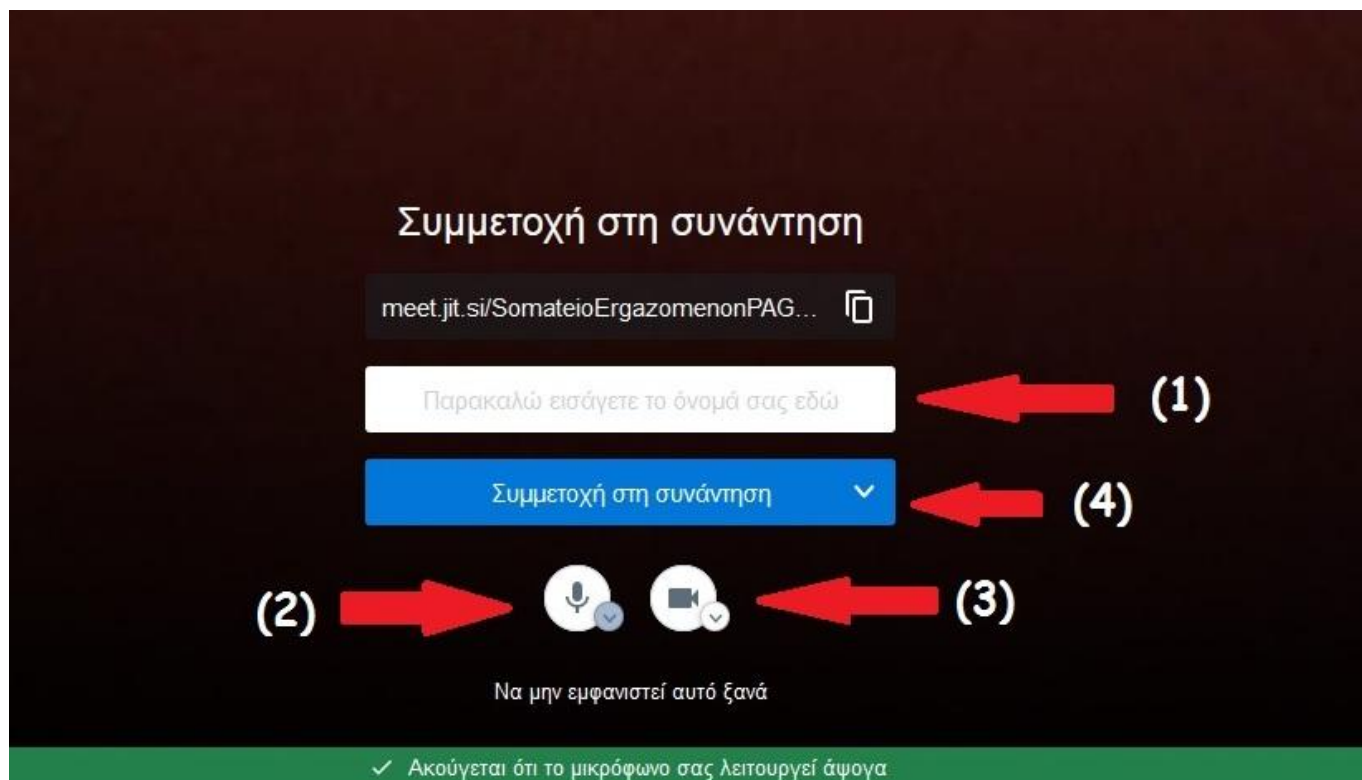 Συμμετοχή στη συνάντηση
meet.jit.si/SomateioErgazomenonPAG...
Παρακαλώ εισάγετε το όνομά σας εδώ
(1)
Συμμετοχή στη συνάντηση
(4)
(2)
(3)
Να μην εμφανιστεί αυτό ξανά
Ακούγεται ότι το μικρόφωνο σας λειτουργεί άψογα